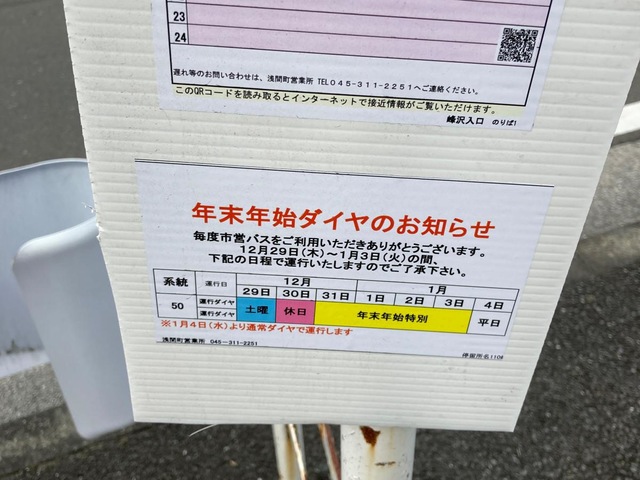 23
24
遅れ等のお問い合わせは、浅間町営業所 TEL045-311-2251へご連絡ください。
このQRコードを読み取るとインターネットで接近情報がご覧いただけます。
峰沢入口 のりば1
年末年始ダイヤのお知らせ
毎度市営バスをご利用いただきありがとうございます。
12月29日(木)～1月3日(火)の間、
下記の日程で運行いたしますのでご了承下さい。
系統 運行日 12月 1月
29日 30日 31日 1日 2日 3日 4日
50 運行ダイヤ 土曜 休日 年末年始特別 平日
運行ダイヤ
※1月4日(水)より通常ダイヤで運行します
浅間町営業所 045-311-2251
停留所名1108